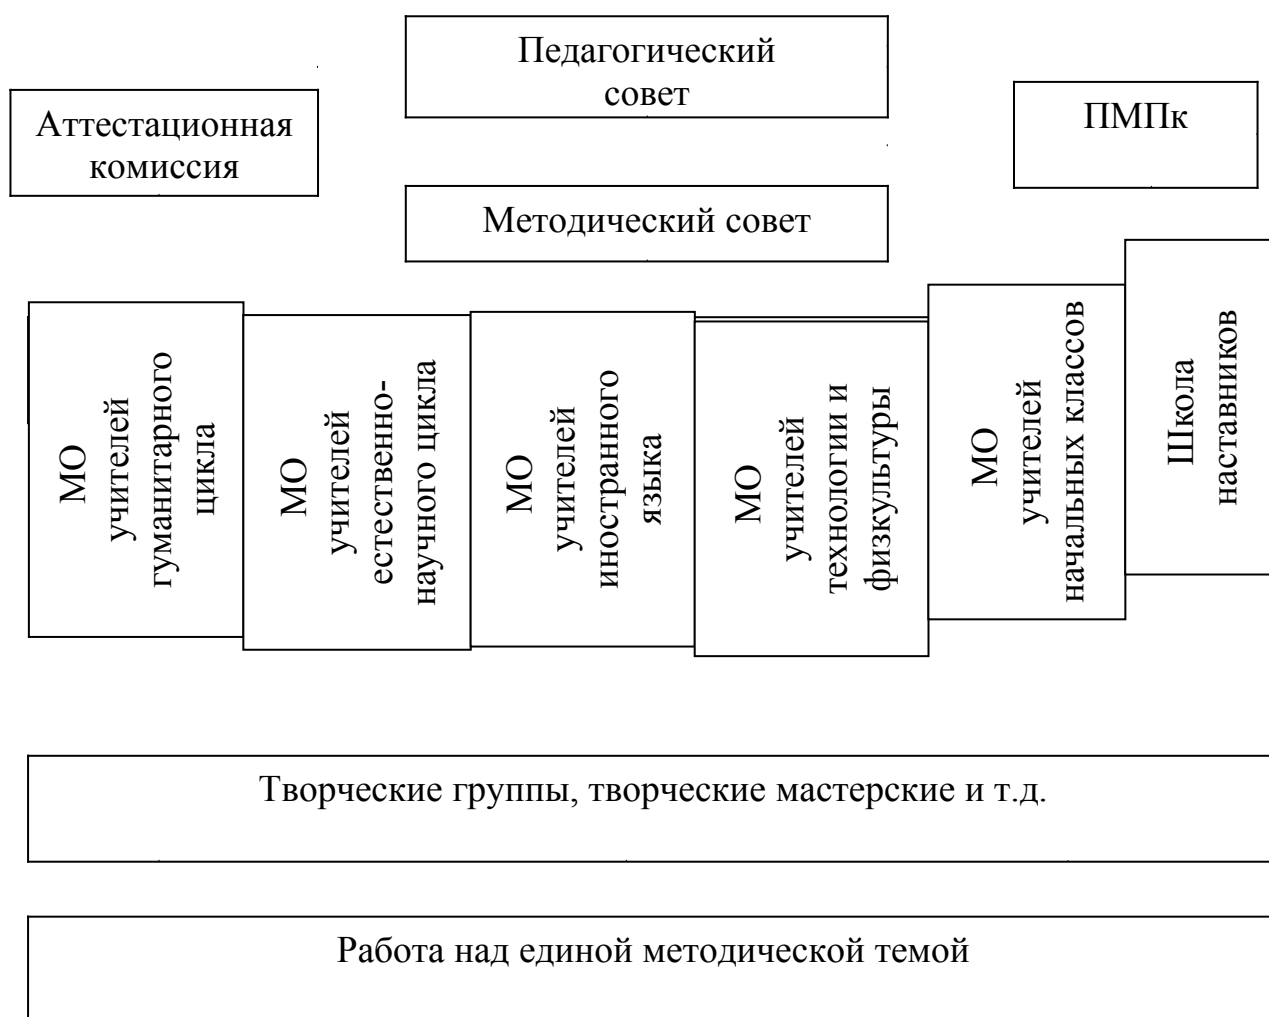 Педагогический
совет
Аттестационная
комиссия
ПМПк
Методический совет
МО
учителей
гуманитарного
цикла
МО
учителей
естественно-
научного цикла
МО
учителей
иностранного
языка
МО
учителей
технологии и
физкультуры
МО
учителей
начальных классов
Школа
наставников
Творческие группы, творческие мастерские и т.д.
Работа над единой методической темой